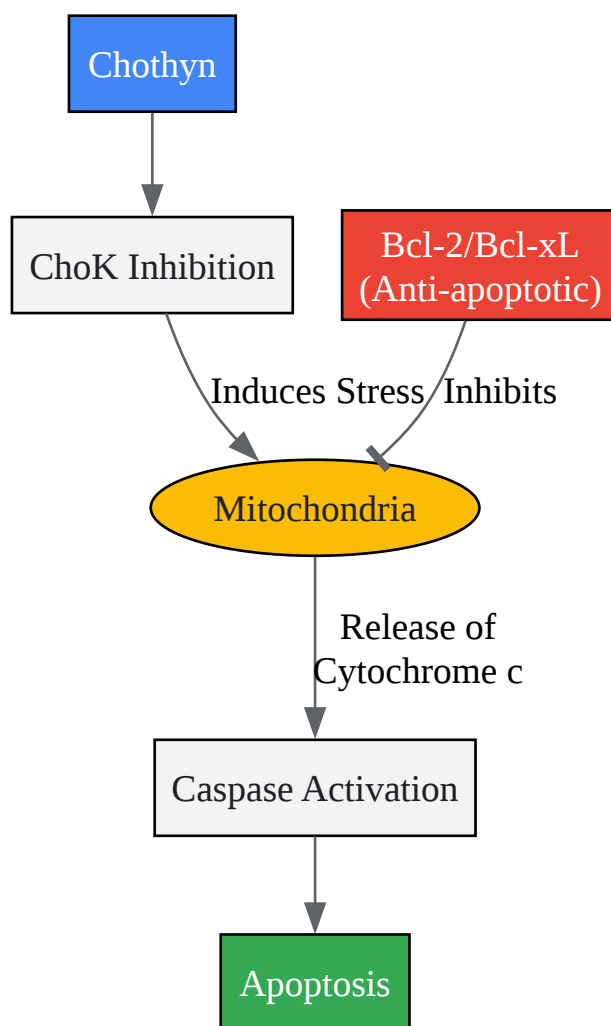 Chothyn
ChoK Inhibition
Bcl-2/Bcl-xL
(Anti-apoptotic)
Induces Stress
Inhibits
Mitochondria
Release of
Cytochrome c
Caspase Activation
Apoptosis